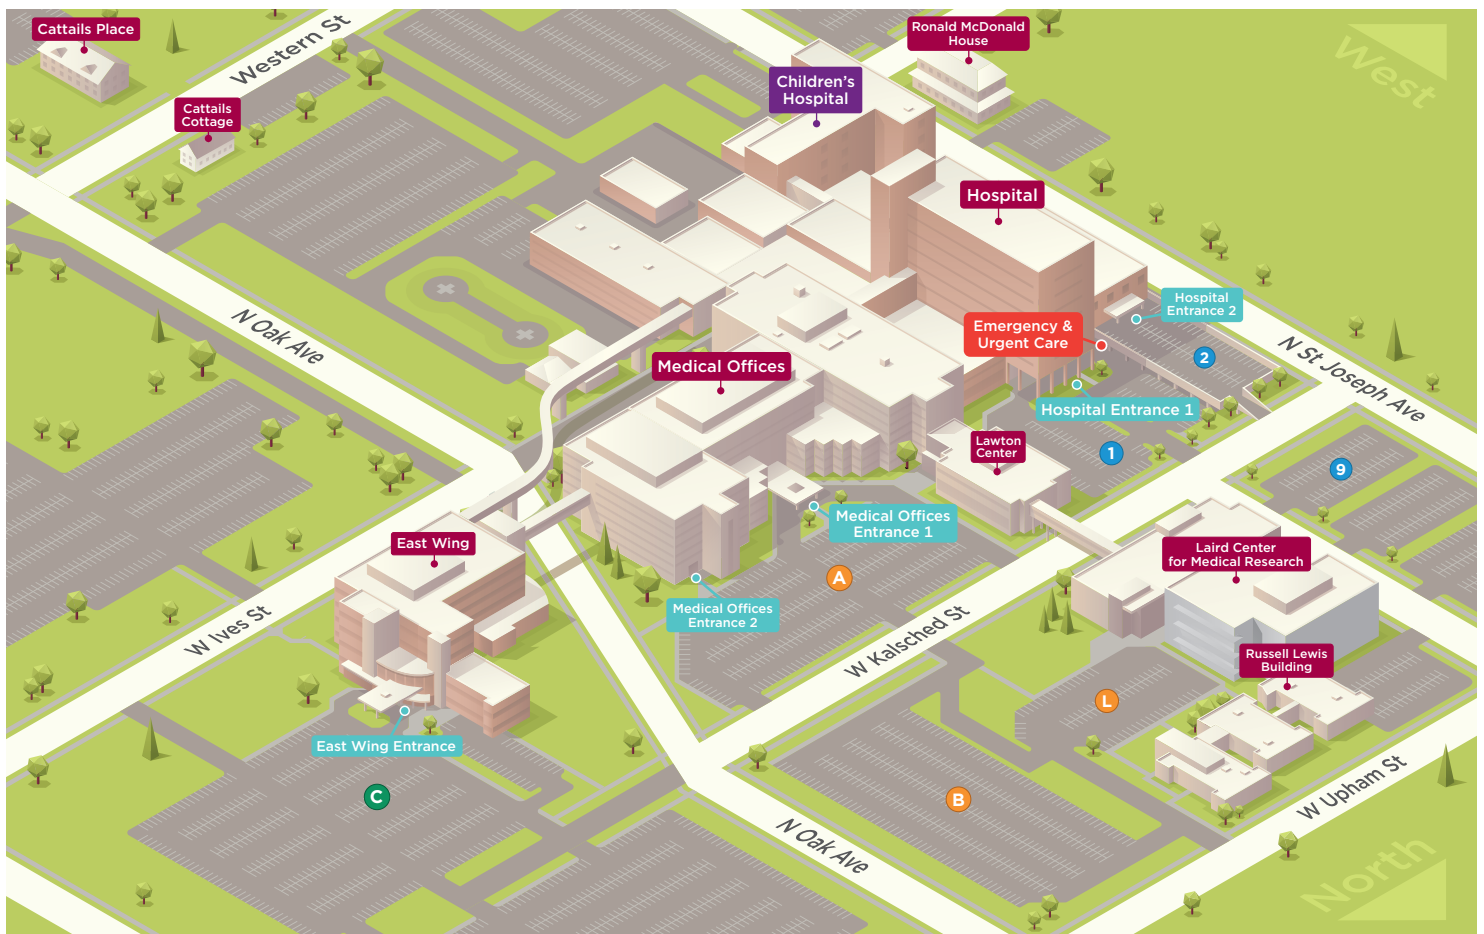 Cattails Place
Western St
Ronald McDonald
House
West
Children's
Hospital
Cattails
Cottage
Hospital
Hospital
Entrance 2
N Oak Ave
Emergency &
Urgent Care
2
N St Joseph Ave
Medical Offices
Hospital Entrance 1
Lawton
Center
1
9
Medical Offices
Entrance 1
East Wing
Laird Center
for Medical Research
A
Medical Offices
Entrance 2
W Ives St
W Kalsched St
Russell Lewis
Building
L
East Wing Entrance
C
B
W Upham St
N Oak Ave
North